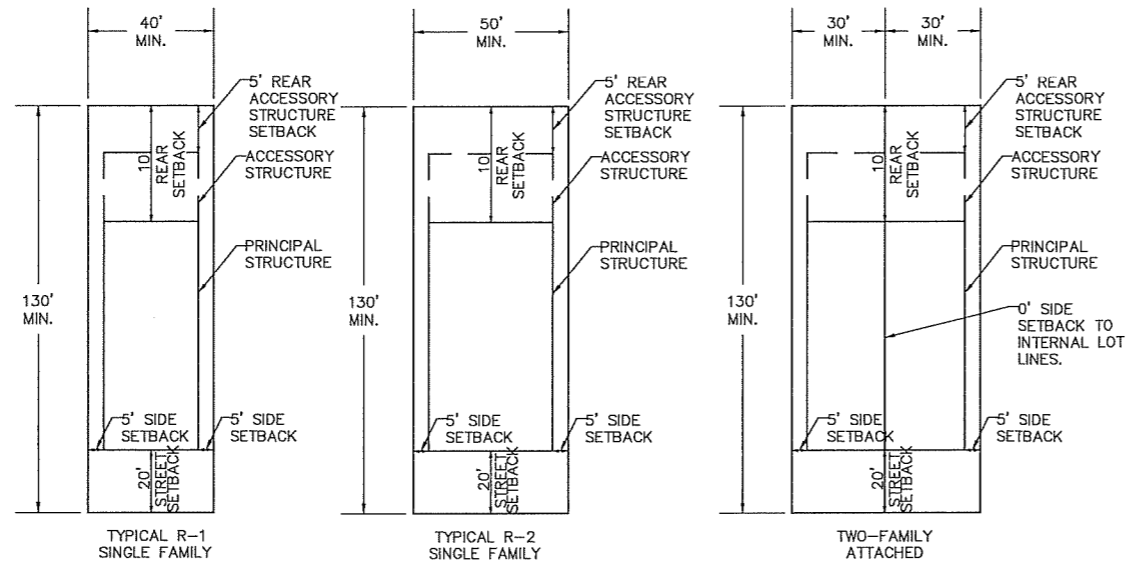 40'
MIN.
5' REAR
ACCESSORY
STRUCTURE
SETBACK
ACCESSORY
STRUCTURE
10
REAR
SETBACK
PRINCIPAL
STRUCTURE
130'
MIN.
5' SIDE
SETBACK
5' SIDE
SETBACK
20'
STREET
SETBACK
TYPICAL R-1
SINGLE FAMILY
50'
MIN.
5' REAR
ACCESSORY
STRUCTURE
SETBACK
ACCESSORY
STRUCTURE
10
REAR
SETBACK
PRINCIPAL
STRUCTURE
130'
MIN.
5' SIDE
SETBACK
5' SIDE
SETBACK
20'
STREET
SETBACK
TYPICAL R-2
SINGLE FAMILY
30'
MIN.
30'
MIN.
5' REAR
ACCESSORY
STRUCTURE
SETBACK
ACCESSORY
STRUCTURE
10
REAR
SETBACK
PRINCIPAL
STRUCTURE
130'
MIN.
0' SIDE
SETBACK TO
INTERNAL LOT
LINES.
5' SIDE
SETBACK
5' SIDE
SETBACK
20'
STREET
SETBACK
TWO-FAMILY
ATTACHED